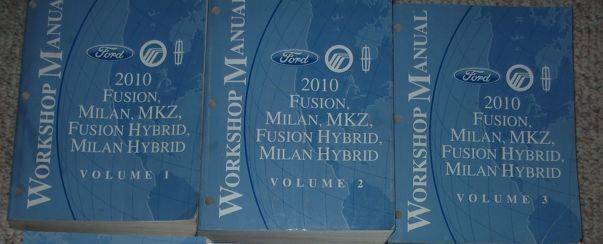 WORKSHOP MANUAL
Ford
2010
FUSION,
MILAN, MKZ,
FUSION HYBRID,
MILAN HYBRID
VOLUME 1
WORKSHOP MANUAL
Ford
2010
FUSION,
MILAN, MKZ,
FUSION HYBRID,
MILAN HYBRID
VOLUME 2
WORKSHOP MANUAL
Ford
2010
FUSION,
MILAN, MKZ,
FUSION HYBRID,
MILAN HYBRID
VOLUME 3